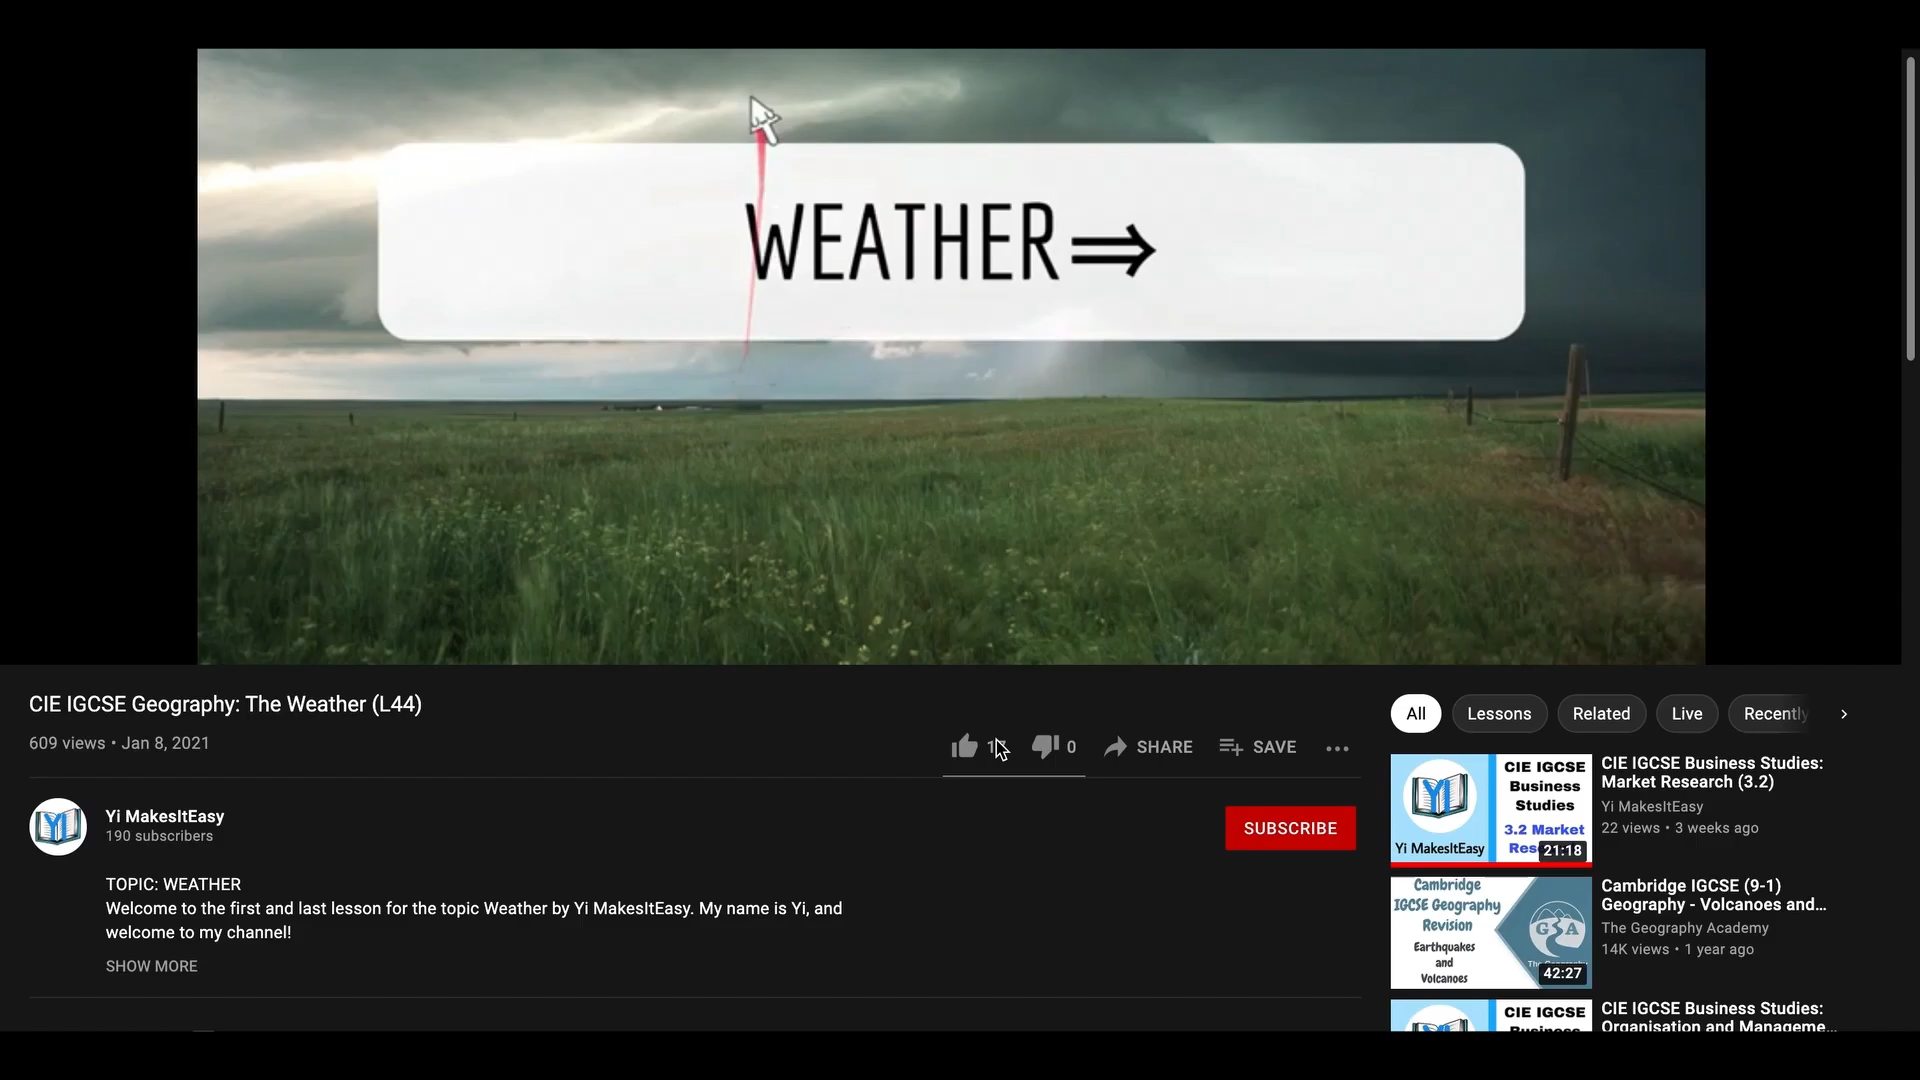 WEATHER⇒
CIE IGCSE Geography: The Weather (L44)
609 views • Jan 8, 2021
0
SHARE
SAVE
Yi MakesItEasy
190 subscribers
SUBSCRIBE
TOPIC: WEATHER
Welcome to the first and last lesson for the topic Weather by Yi MakesItEasy. My name is Yi, and
welcome to my channel!
SHOW MORE
All
Lessons
Related
Live
Recently
CIE IGCSE
Business
Studies
3.2 Market
21:18
Yi MakesItEasy
CIE IGCSE Business Studies:
Market Research (3.2)
Yi MakesItEasy
22 views • 3 weeks ago
Cambridge
IGCSE Geography
Revision
Earthquakes
and
Volcanoes
GSA
42:27
Cambridge IGCSE (9-1)
Geography - Volcanoes and...
The Geography Academy
14K views • 1 year ago
CIE IGCSE
CIE IGCSE Business Studies:
Organisation and Manageme...